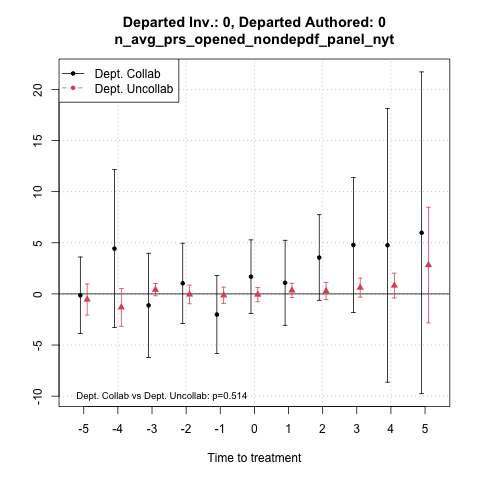 Departed Inv.: 0, Departed Authored: 0
n_avg_prs_opened_nondepdf_panel_nyt
Dept. Collab
Dept. Uncollab
20
15
10
5
0
-5
-10
Dept. Collab vs Dept. Uncollab: p=0.514
-5 -4 -3 -2 -1 0 1 2 3 4 5
Time to treatment